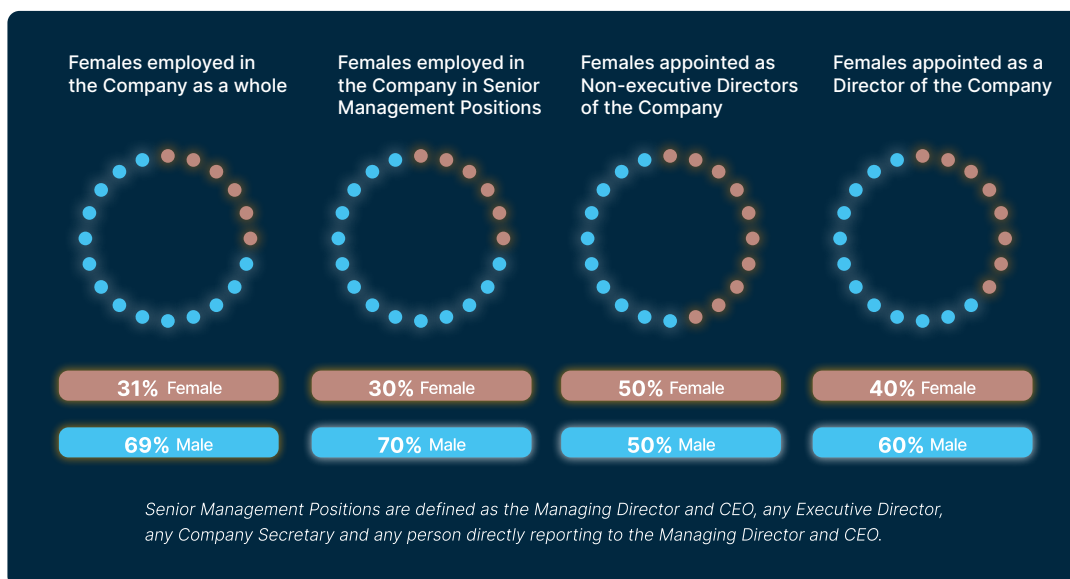 Females employed in
the Company as a whole
Females employed in
the Company in Senior
Management Positions
Females appointed as
Non-executive Directors
of the Company
Females appointed as a
Director of the Company
31% Female
30% Female
50% Female
40% Female
69% Male
70% Male
50% Male
60% Male
Senior Management Positions are defined as the Managing Director and CEO, any Executive Director,
any Company Secretary and any person directly reporting to the Managing Director and CEO.